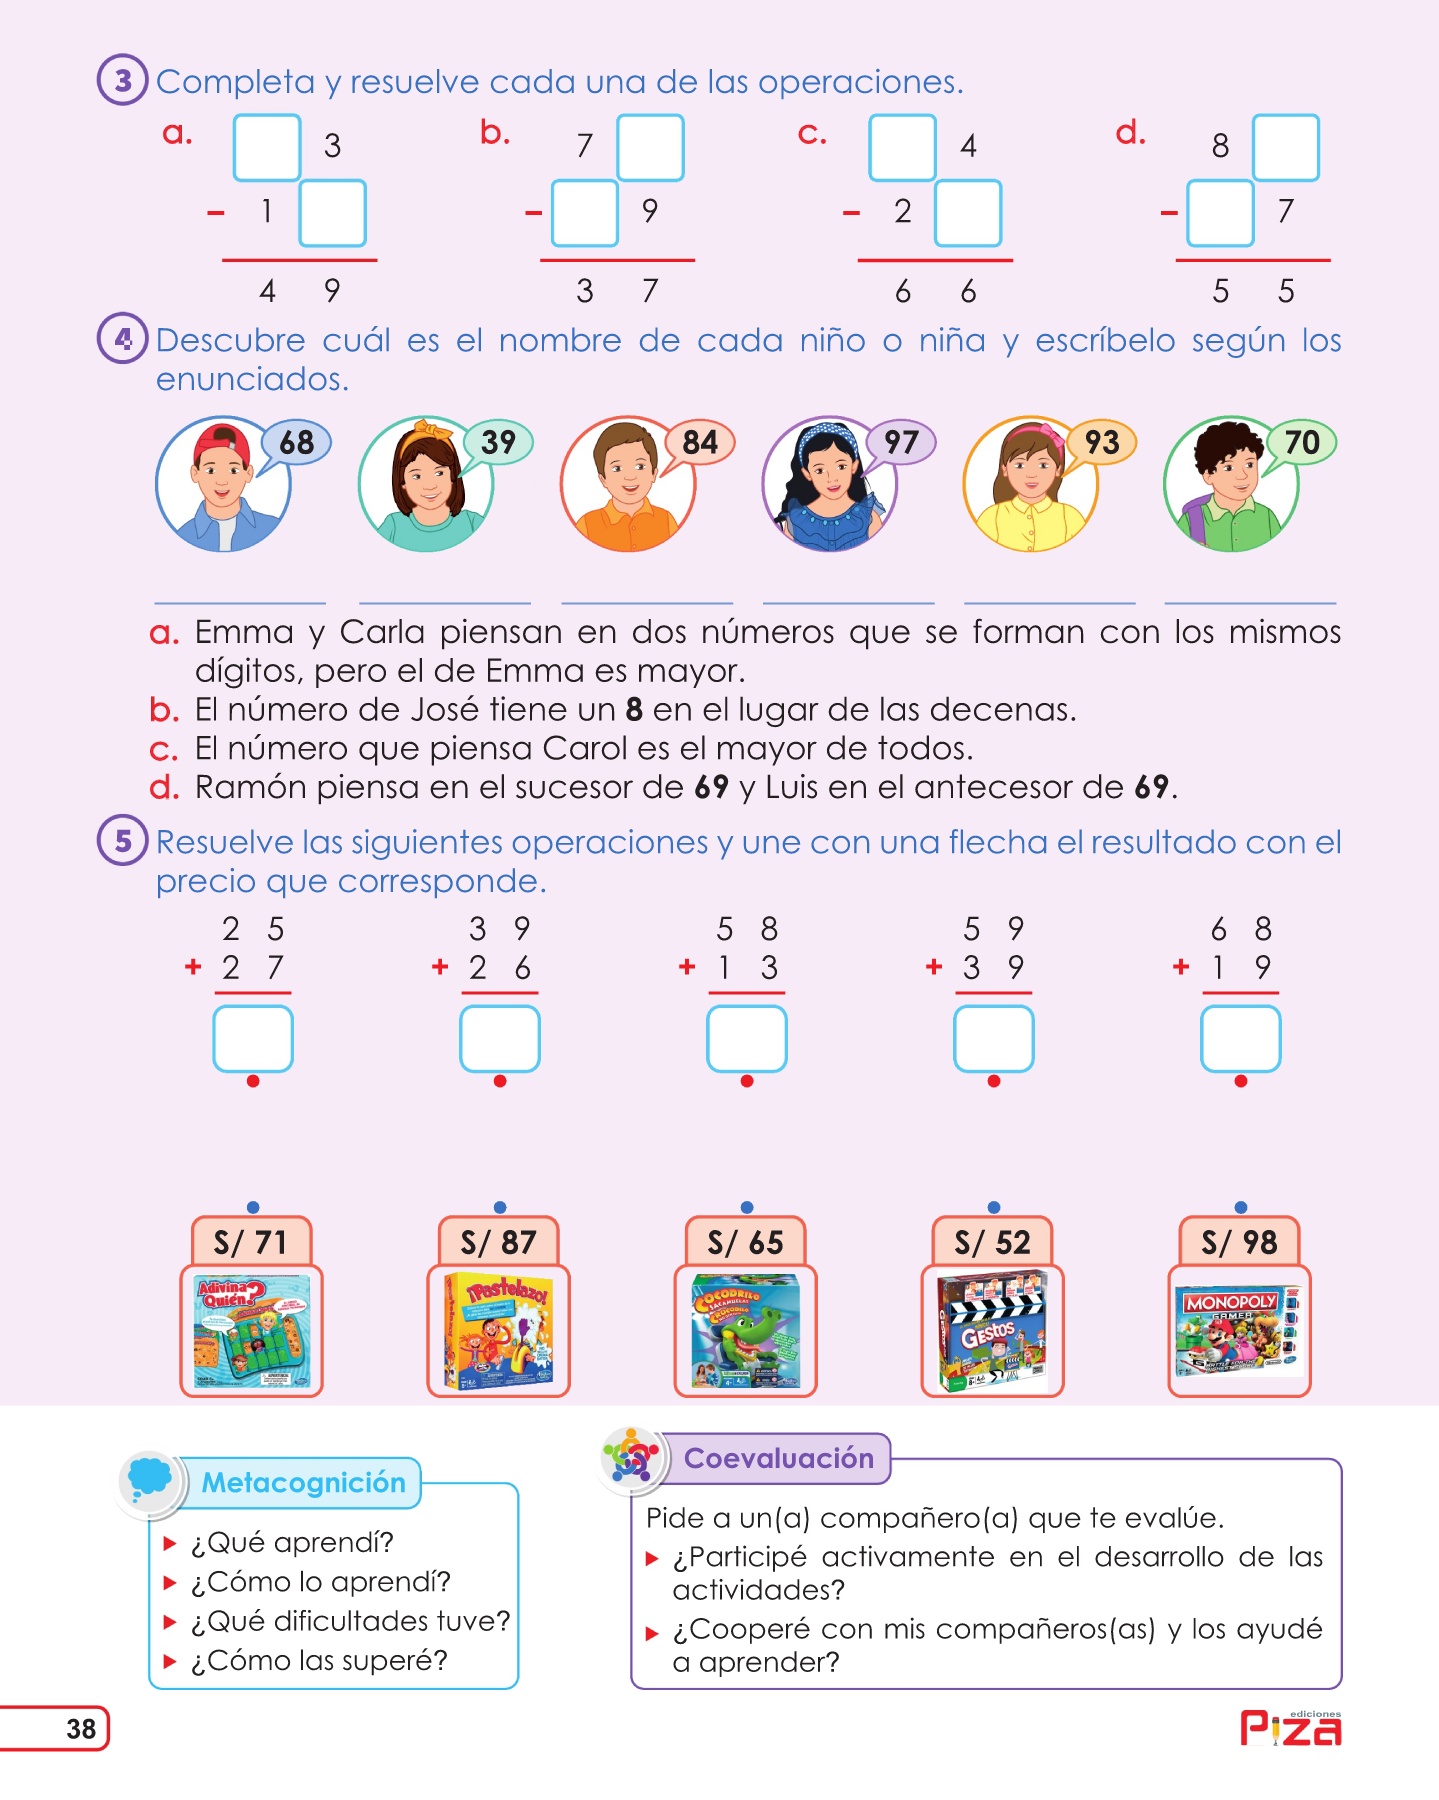 3 Completa y resuelve cada una de las operaciones.
a. b. c. d.
3 7 4 8
- 1 - 9 - 2 - 7
4 9 3 7 6 6 5 5
4 Descubre cuál es el nombre de cada niño o niña y escríbelo según los
enunciados.
68 39 84 97 93 70
a. Emma y Carla piensan en dos números que se forman con los mismos
dígitos, pero el de Emma es mayor.
b. El número de José tiene un 8 en el lugar de las decenas.
c. El número que piensa Carol es el mayor de todos.
d. Ramón piensa en el sucesor de 69 y Luis en el antecesor de 69.
5 Resuelve las siguientes operaciones y une con una flecha el resultado con el
precio que corresponde.
2 5 3 9 5 8 5 9 6 8
+ 2 7 + 2 6 + 1 3 + 3 9 + 1 9
S/ 71 S/ 87 S/ 65 S/ 52 S/ 98
Adivina
Quién?
¡Pastelazo!
COCODRILO
SACAMUELAS
GESTOS
MONOPOLY
GAMER
Metacognición
¿Qué aprendí?
¿Cómo lo aprendí?
¿Qué dificultades tuve?
¿Cómo las superé?
Coevaluación
Pide a un(a) compañero(a) que te evalúe.
¿Participé activamente en el desarrollo de las
actividades?
¿Cooperé con mis compañeros(as) y los ayudé
a aprender?
38
ediciones
Piza